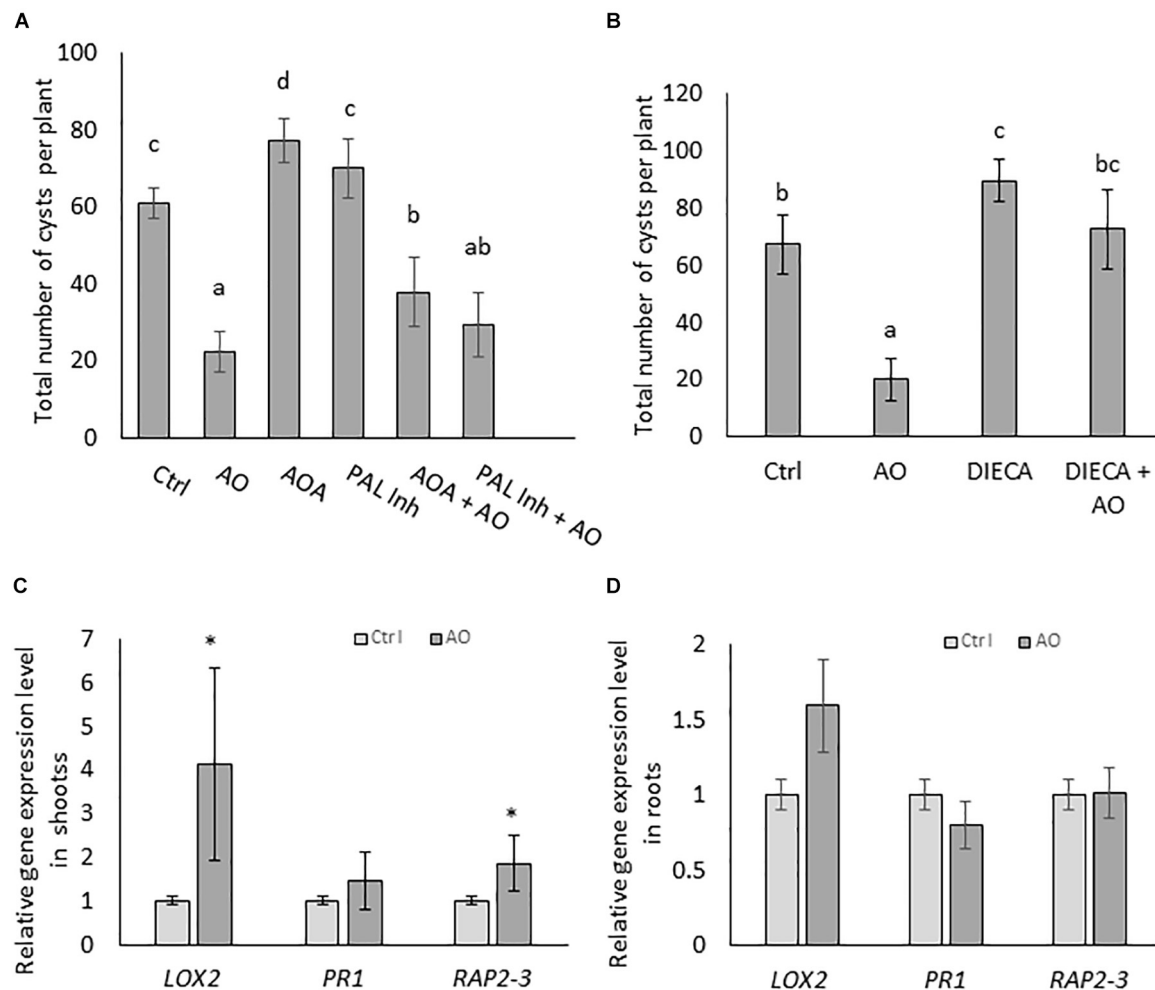 A
Total number of cysts per plant
100
80
60
40
20
0
c
a
d
c
b
ab
Ctrl
AO
AOA
PAL Inh
AOA + AO
PAL Inh + AO
B
Total number of cysts per plant
120
100
80
60
40
20
0
b
a
c
bc
Ctrl
AO
DIECA
DIECA +
AO
C
Relative gene expression level
in shootss
7
6
5
4
3
2
1
0
Ctrl
AO
*
*
LOX2
PR1
RAP2-3
D
Relative gene expression level
in roots
2
1.5
1
0.5
0
Ctrl
AO
LOX2
PR1
RAP2-3